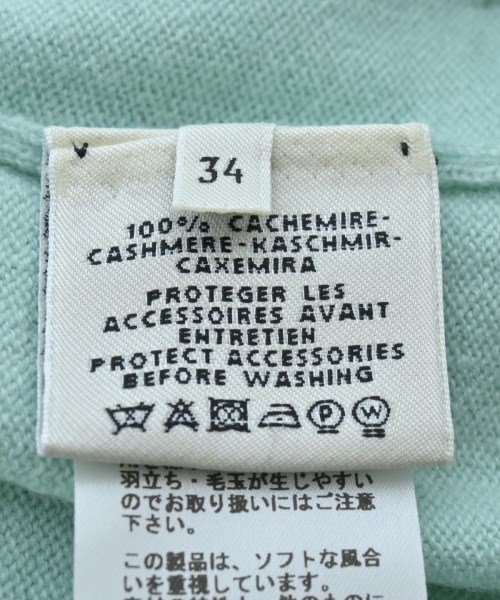 34
100% CACHEMIRE-
CASHMERE-KASCHMIR-
CAXEMIRA
PROTEGER LES
ACCESSOIRES AVANT
ENTRETIEN
PROTECT ACCESSORIES
BEFORE WASHING
P W
羽立ち・毛玉が生じやすい
のでお取り扱いにはご注意
下さい。
この製品は、ソフトな風合
いを重視しています。